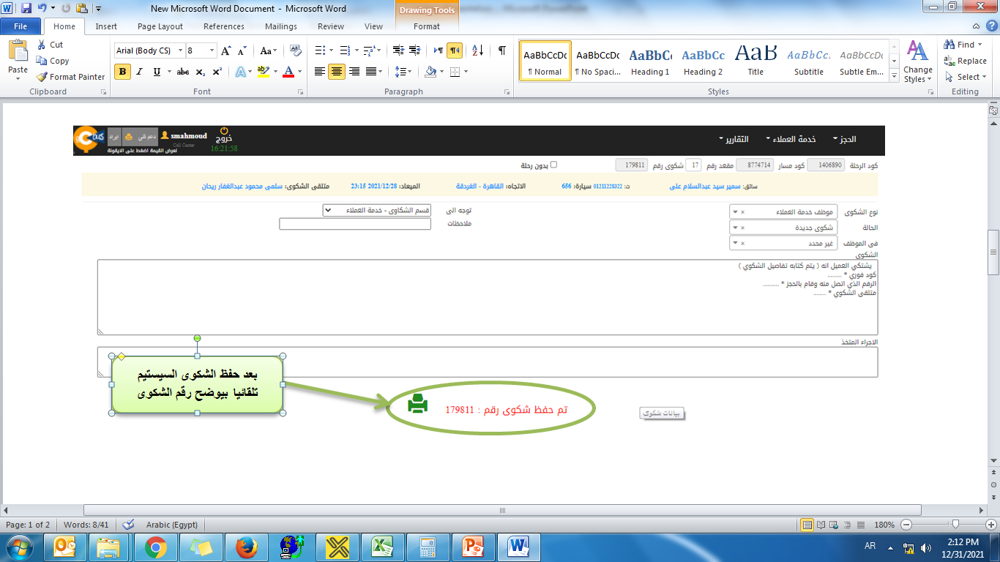 New Microsoft Word Document - Microsoft Word
Drawing Tools
File
Home
Insert
Page Layout
References
Mailings
Review
View
Format
Paste
Cut
Copy
Format Painter
Clipboard
Arial (Body CS)
8
Font
Paragraph
AaBbCcDc
¶ Normal
AaBbCcDc
¶ No Spaci...
AaBbCc
Heading 1
AaBbCc
Heading 2
AaB
Title
AaBbCc.
Subtitle
AaBbCcDc
Subtle Em...
Styles
Change Styles
Find
Replace
Select
Editing
الحجز
خدمة العملاء
التقارير
خروج
16:21:58
smahmoud
Call Center
دعم فنى
ايراد
لعرض القيمة اضغط على الايقونة
كود الرحلة 1406890 كود مسار 8774714 مقعد رقم 17 شكوى رقم 179811 بدون رحلة
سائق: سمير سيد عبدالسلام على ت: 01211228322 سيارة: 656 الاتجاه: القاهرة - الغردقة الميعاد: 2021/12/28 23:15 متلقى الشكوى: سلمى محمود عبدالغفار ريحان
نوع الشكوى موظف خدمة العملاء
توجه الى قسم الشكاوى - خدمة العملاء
الحالة شكوى جديدة
ملاحظات
فى الموظف غير محدد
الشكوى
يشتكي العميل انه ( يتم كتابه تفاصيل الشكوي )
كود فوري * .........
الرقم الذي اتصل منه وقام بالحجز * ..........
متلقى الشكوي * ........
الاجراء المتخذ
بعد حفظ الشكوى السيستيم
تلقائيا بيوضح رقم الشكوى
تم حفظ شكوى رقم : 179811
بيانات شكوى
Page: 1 of 2
Words: 8/41
Arabic (Egypt)
180%
AR
2:12 PM
12/31/2021